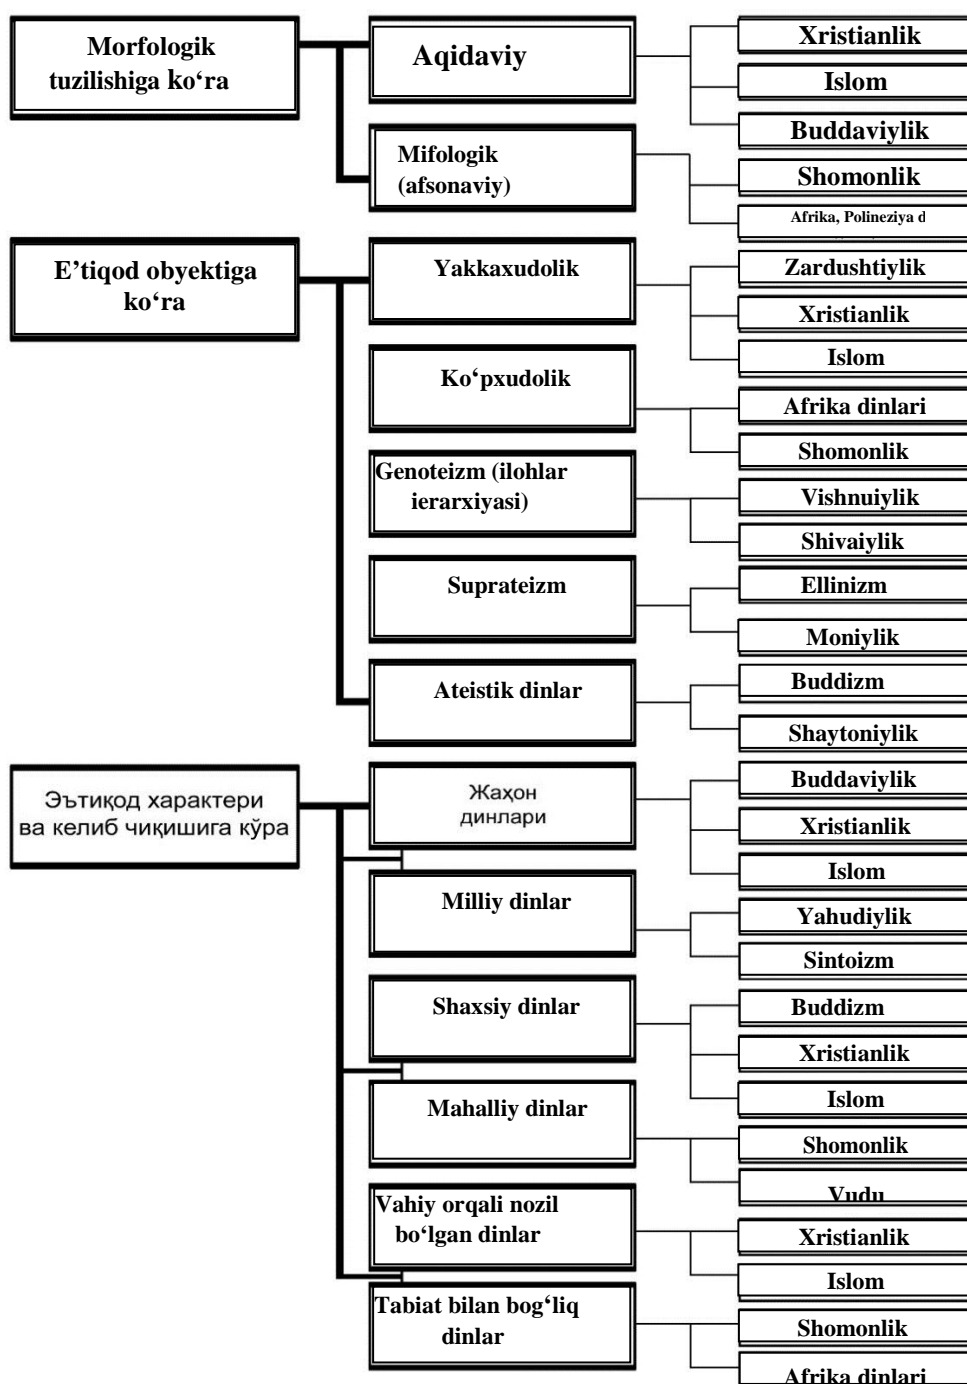 Morfologik
tuzilishiga ko‘ra
Aqidaviy
Xristianlik
Islom
Buddaviylik
Mifologik
(afsonaviy)
Shomonlik
Afrika, Polineziya d
E’tiqod obyektiga
ko‘ra
Yakkaxudolik
Zardushtiylik
Xristianlik
Islom
Ko‘pxudolik
Afrika dinlari
Shomonlik
Genoteizm (ilohlar
ierarxiyasi)
Vishnuiylik
Shivaiylik
Suprateizm
Ellinizm
Moniylik
Ateistik dinlar
Buddizm
Shaytoniylik
Эътиқод характери
ва келиб чиқишига кўра
Жаҳон
динлари
Buddaviylik
Xristianlik
Islom
Milliy dinlar
Yahudiylik
Sintoizm
Shaxsiy dinlar
Buddizm
Xristianlik
Islom
Mahalliy dinlar
Shomonlik
Vudu
Vahiy orqali nozil
bo‘lgan dinlar
Xristianlik
Islom
Tabiat bilan bog‘liq
dinlar
Shomonlik
Afrika dinlari